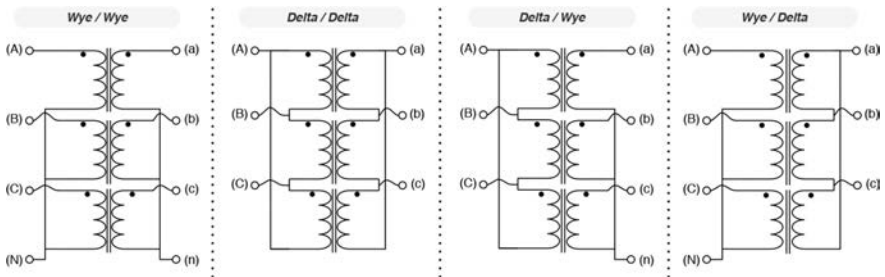 Wye / Wye
Delta / Delta
Delta / Wye
Wye / Delta
(A) (a)
(B) (b)
(C) (c)
(N) (n)
(A) (a)
(B) (b)
(C) (c)
(A) (a)
(B) (b)
(C) (c)
(n)
(A) (a)
(B) (b)
(C) (c)
(N)